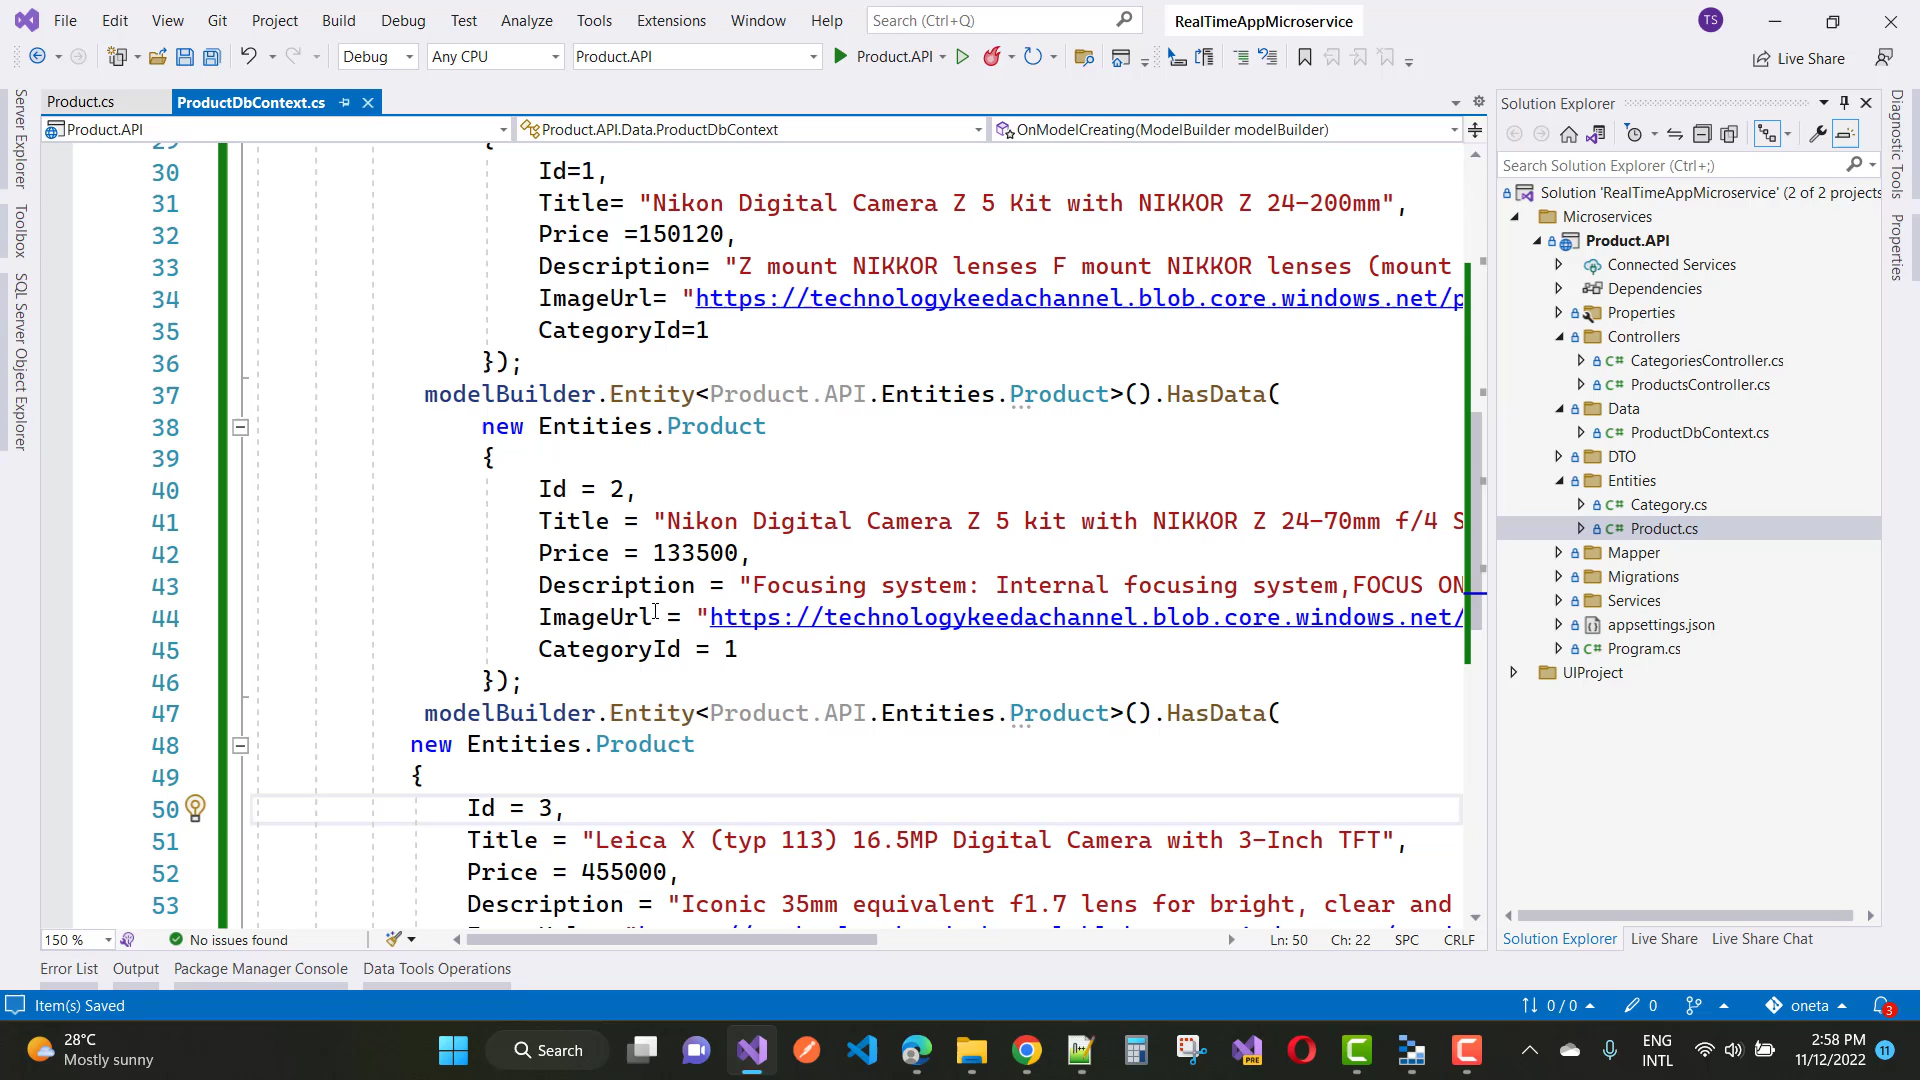 File Edit View Git Project Build Debug Test Analyze Tools Extensions Window Help Search (Ctrl+Q) RealTimeAppMicroservice TS
Debug Any CPU Product.API Product.API Live Share
Product.cs ProductDbContext.cs
Product.API Product.API.Data.ProductDbContext OnModelCreating(ModelBuilder modelBuilder)
Server Explorer
Toolbox
SQL Server Object Explorer
29 {
30 Id=1,
31 Title= "Nikon Digital Camera Z 5 Kit with NIKKOR Z 24-200mm",
32 Price =150120,
33 Description= "Z mount NIKKOR lenses F mount NIKKOR lenses (mount
34 ImageUrl= "https://technologykeedachannel.blob.core.windows.net/p
35 CategoryId=1
36 });
37 modelBuilder.Entity<Product.API.Entities.Product>().HasData(
38 new Entities.Product
39 {
40 Id = 2,
41 Title = "Nikon Digital Camera Z 5 kit with NIKKOR Z 24-70mm f/4 S
42 Price = 133500,
43 Description = "Focusing system: Internal focusing system,FOCUS ON
44 ImageUrl = "https://technologykeedachannel.blob.core.windows.net/
45 CategoryId = 1
46 });
47 modelBuilder.Entity<Product.API.Entities.Product>().HasData(
48 new Entities.Product
49 {
50 Id = 3,
51 Title = "Leica X (typ 113) 16.5MP Digital Camera with 3-Inch TFT",
52 Price = 455000,
53 Description = "Iconic 35mm equivalent f1.7 lens for bright, clear and
150 % No issues found Ln: 50 Ch: 22 SPC CRLF
Solution Explorer
Search Solution Explorer (Ctrl+;)
Solution 'RealTimeAppMicroservice' (2 of 2 projects
Microservices
Product.API
Connected Services
Dependencies
Properties
Controllers
C# CategoriesController.cs
C# ProductsController.cs
Data
C# ProductDbContext.cs
DTO
Entities
C# Category.cs
C# Product.cs
Mapper
Migrations
Services
appsettings.json
C# Program.cs
UIProject
Solution Explorer Live Share Live Share Chat
Diagnostic Tools
Properties
Error List Output Package Manager Console Data Tools Operations
Item(s) Saved 0 / 0 0 oneta 3
28°C
Mostly sunny
Search
PRE
ENG
INTL
2:58 PM
11/12/2022
11